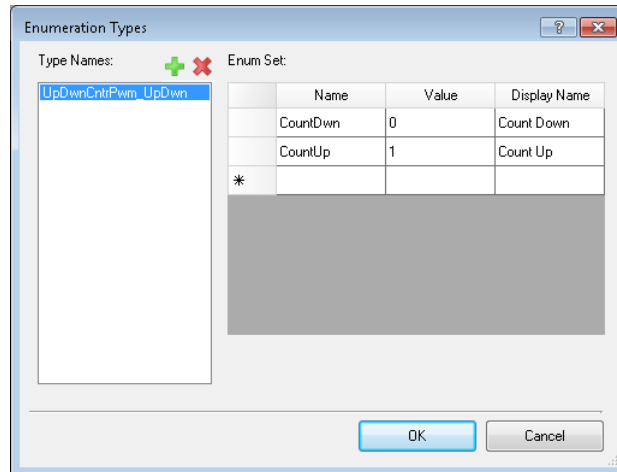 Enumeration Types
Type Names:
Enum Set:
UpDwnCntrPwm_UpDwn
Name Value Display Name
CountDwn 0 Count Down
CountUp 1 Count Up
*
OK Cancel